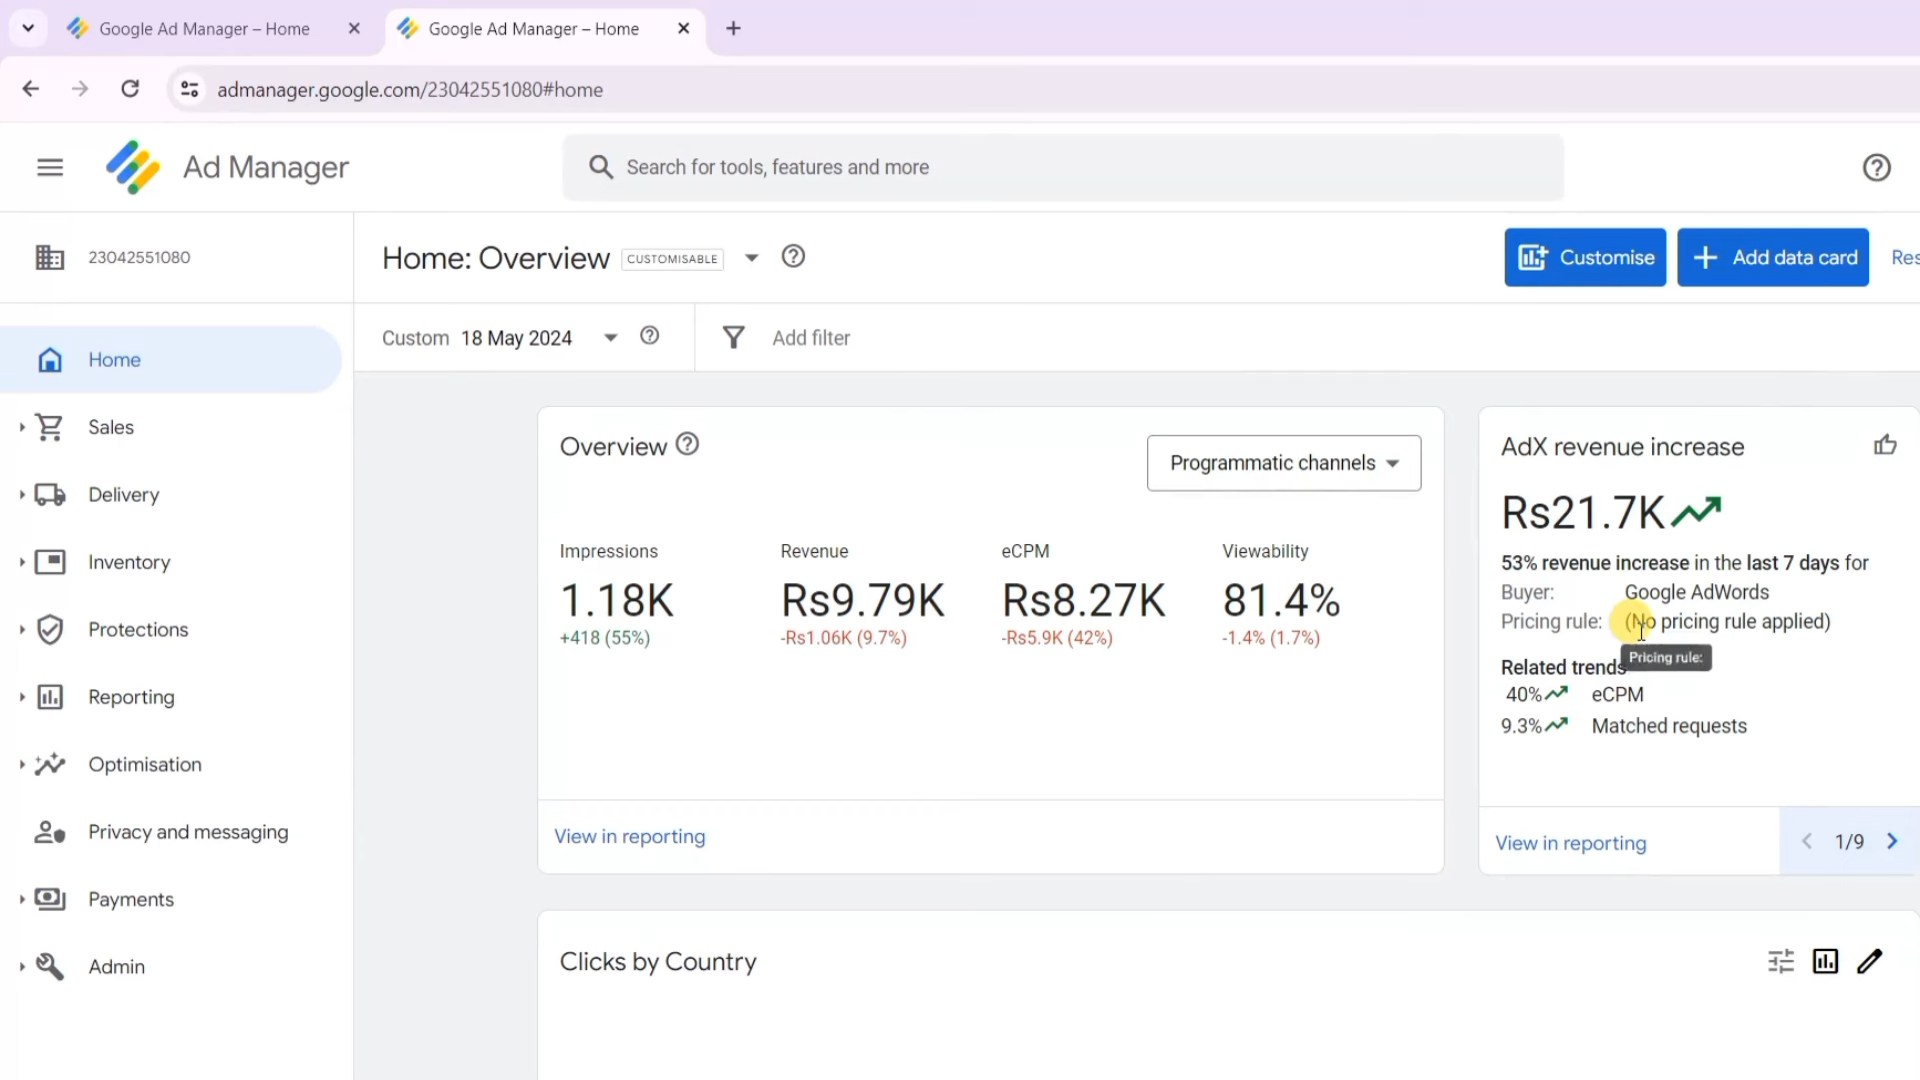 Google Ad Manager – Home
Google Ad Manager – Home
admanager.google.com/23042551080#home
Ad Manager
Search for tools, features and more
23042551080
Home: Overview CUSTOMISABLE
Customise
Add data card
Res
Custom 18 May 2024
Add filter
Home
Sales
Delivery
Inventory
Protections
Reporting
Optimisation
Privacy and messaging
Payments
Admin
Overview
Programmatic channels
Impressions Revenue eCPM Viewability
1.18K Rs9.79K Rs8.27K 81.4%
+418 (55%) -Rs1.06K (9.7%) -Rs5.9K (42%) -1.4% (1.7%)
View in reporting
AdX revenue increase
Rs21.7K
53% revenue increase in the last 7 days for
Buyer: Google AdWords
Pricing rule: (No pricing rule applied)
Pricing rule:
Related trends
40% eCPM
9.3% Matched requests
View in reporting
1/9
Clicks by Country